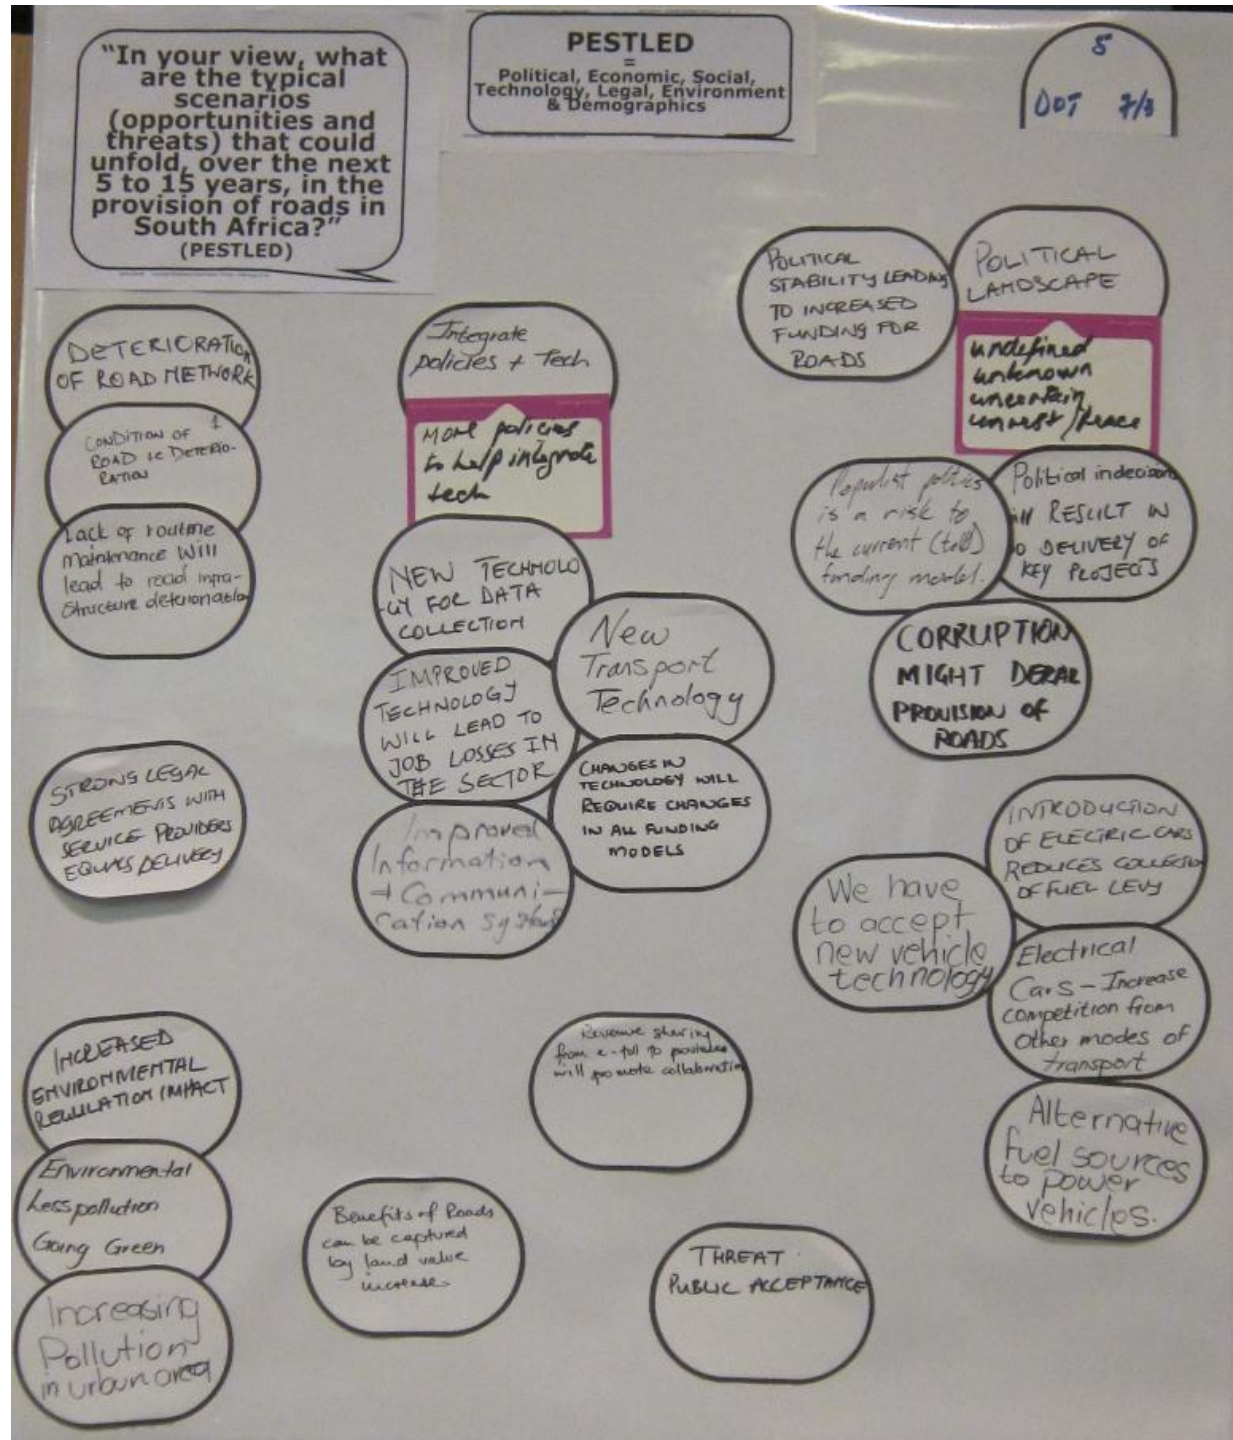 “In your view, what
are the typical
scenarios
(opportunities and
threats) that could
unfold, over the next
5 to 15 years, in the
provision of roads in
South Africa?”
(PESTLED)
PESTLED
=
Political, Economic, Social,
Technology, Legal, Environment
& Demographics
5
DOT 7/3
DETERIORATION
OF ROAD NETWORK
CONDITION OF 1
ROAD IC DETERIO-
RATION
Lack of routine
maintenance will
lead to road infra-
structure deterioration
STRONG LEGAL
AGREEMENTS WITH
SERVICE PROVIDERS
EQUALS DELIVERY
INCREASED
ENVIRONMENTAL
REGULATION IMPACT
Environmental
Less pollution
Going Green
Increasing
Pollution
in urban area
Integrate
policies + Tech
More policies
to help integrate
tech
NEW TECHNOLO
-GY FOR DATA
COLLECTION
New
Transport
Technology
IMPROVED
TECHNOLOGY
WILL LEAD TO
JOB LOSSES IN
THE SECTOR
CHANGES IN
TECHNOLOGY WILL
REQUIRE CHANGES
IN ALL FUNDING
MODELS
Improved
Information
+ Communi-
cation systems
Revenue sharing
from e-toll to provinces
will promote collaboration
Benefits of Roads
can be captured
by land value
increase
THREAT
PUBLIC ACCEPTANCE
POLITICAL
STABILITY LEADING
TO INCREASED
FUNDING FOR
ROADS
POLITICAL
LANDSCAPE
undefined
unknown
uncertain
unrest/peace
Populist politics
is a risk to
the current (toll)
funding model.
Political indecision
will RESULT IN
NO DELIVERY OF
KEY PROJECTS
CORRUPTION
MIGHT DERAIL
PROVISION OF
ROADS
INTRODUCTION
OF ELECTRIC CARS
REDUCES COLLECTION
OF FUEL LEVY
We have
to accept
new vehicle
technology
Electrical
Cars - Increase
competition from
other modes of
transport
Alternative
fuel sources
to power
vehicles.